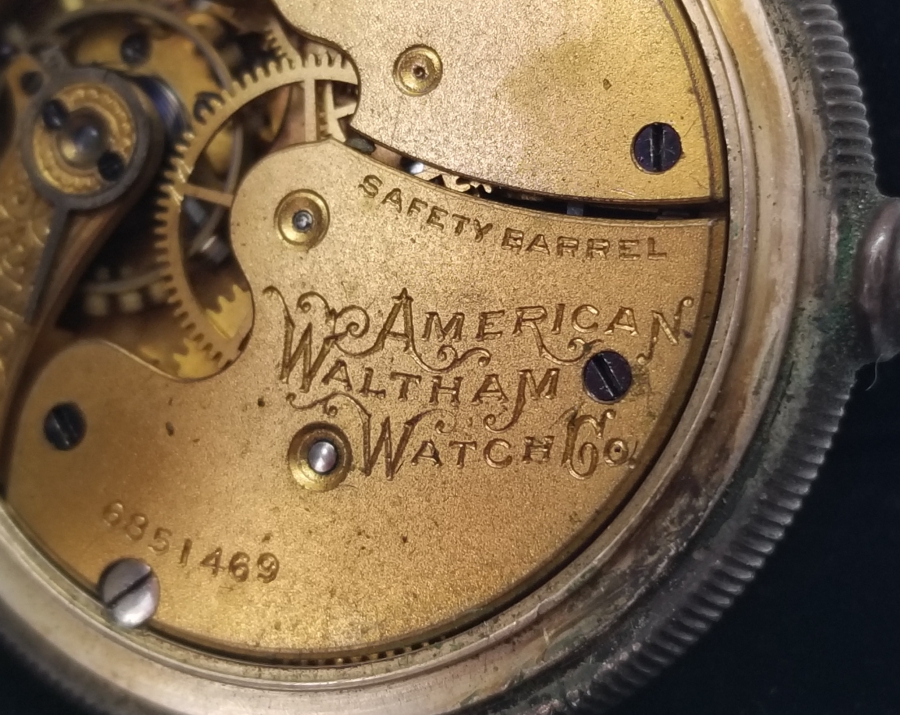 SAFETY BARREL
AMERICAN
WALTHAM
WATCH Co.
6851469